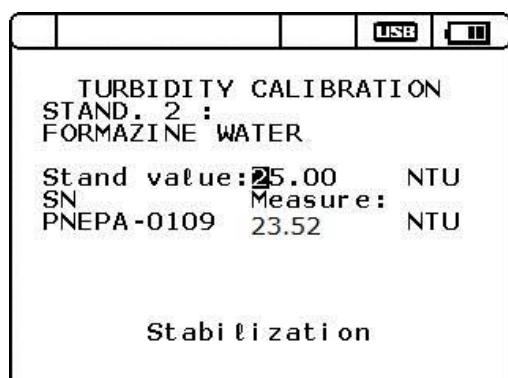 USB
TURBIDITY CALIBRATION
STAND. 2 :
FORMAZINE WATER
Stand value:25.00 NTU
SN Measure:
PNEPA-0109 23.52 NTU
Stabilization